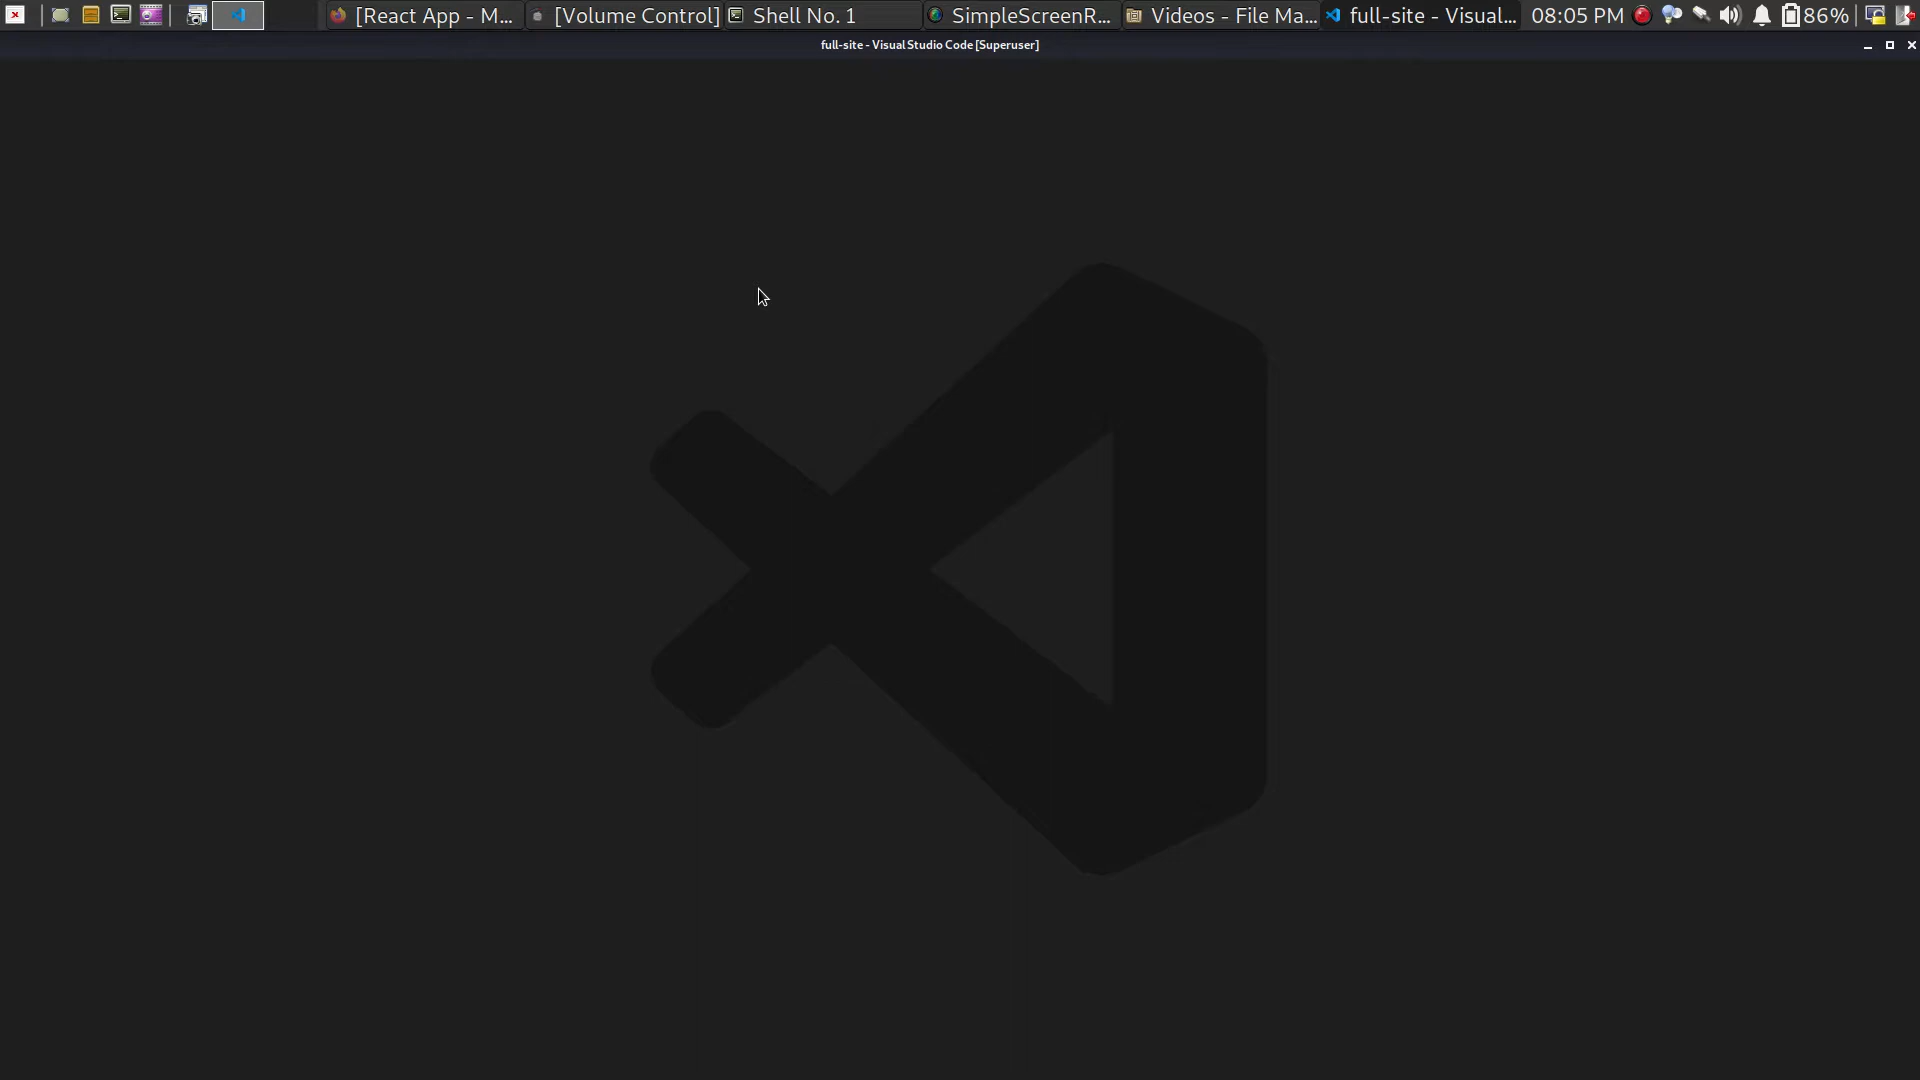 [React App - M... [Volume Control] Shell No. 1 SimpleScreenR... Videos - File Ma... full-site - Visual... 08:05 PM 86%
full-site - Visual Studio Code [Superuser]